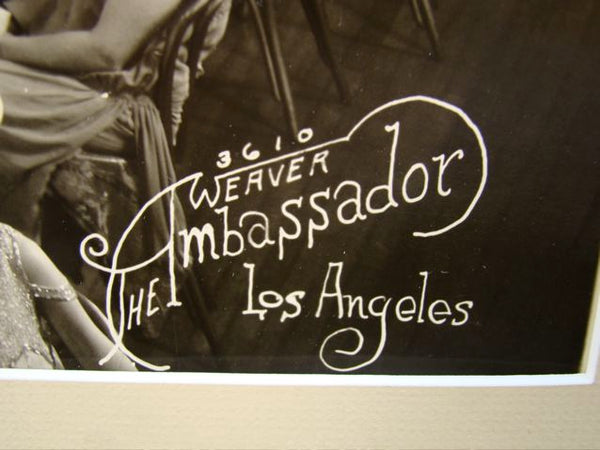 3610
WEAVER
THE Ambassador
Los Angeles